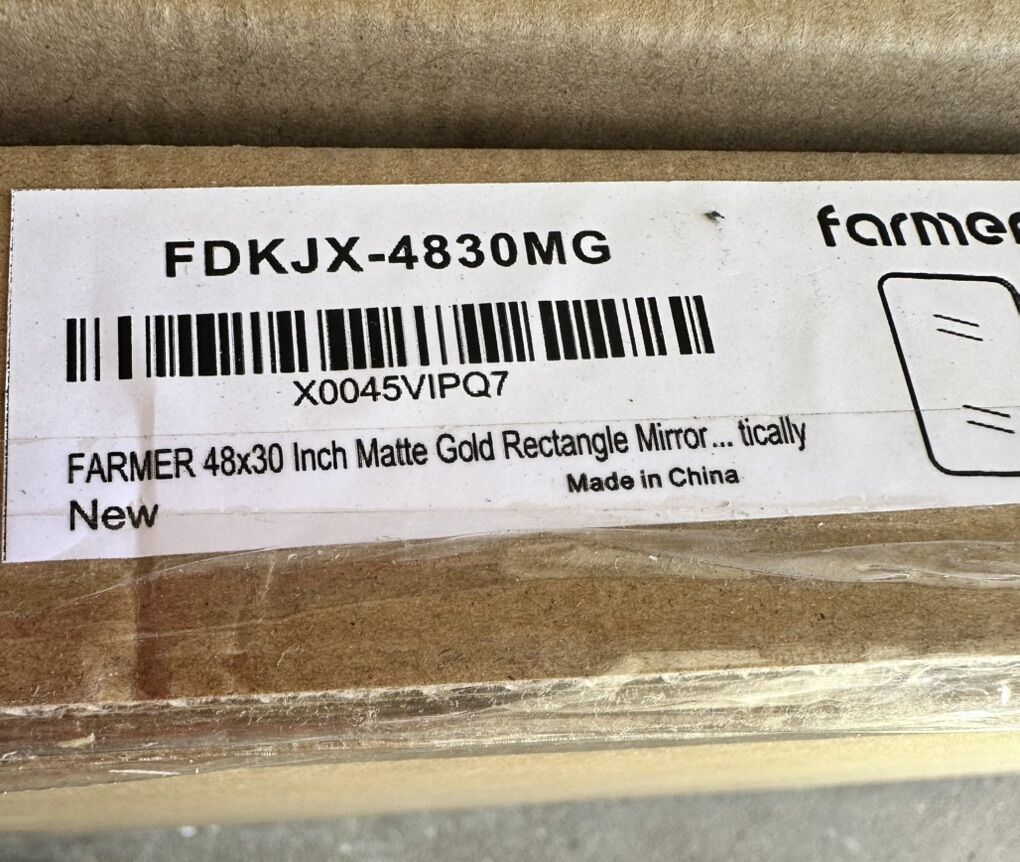 FDKJX-4830MG
farmer
X0045VIPQ7
FARMER 48x30 Inch Matte Gold Rectangle Mirror... tically
New
Made in China